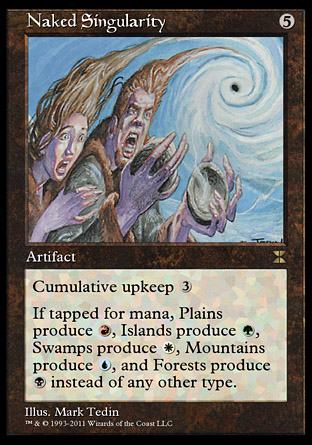 Naked Singularity 5
Artifact
Cumulative upkeep 3
If tapped for mana, Plains
produce , Islands produce ,
Swamps produce , Mountains
produce , and Forests produce
instead of any other type.
Illus. Mark Tedin
™ & © 1993-2011 Wizards of the Coast LLC